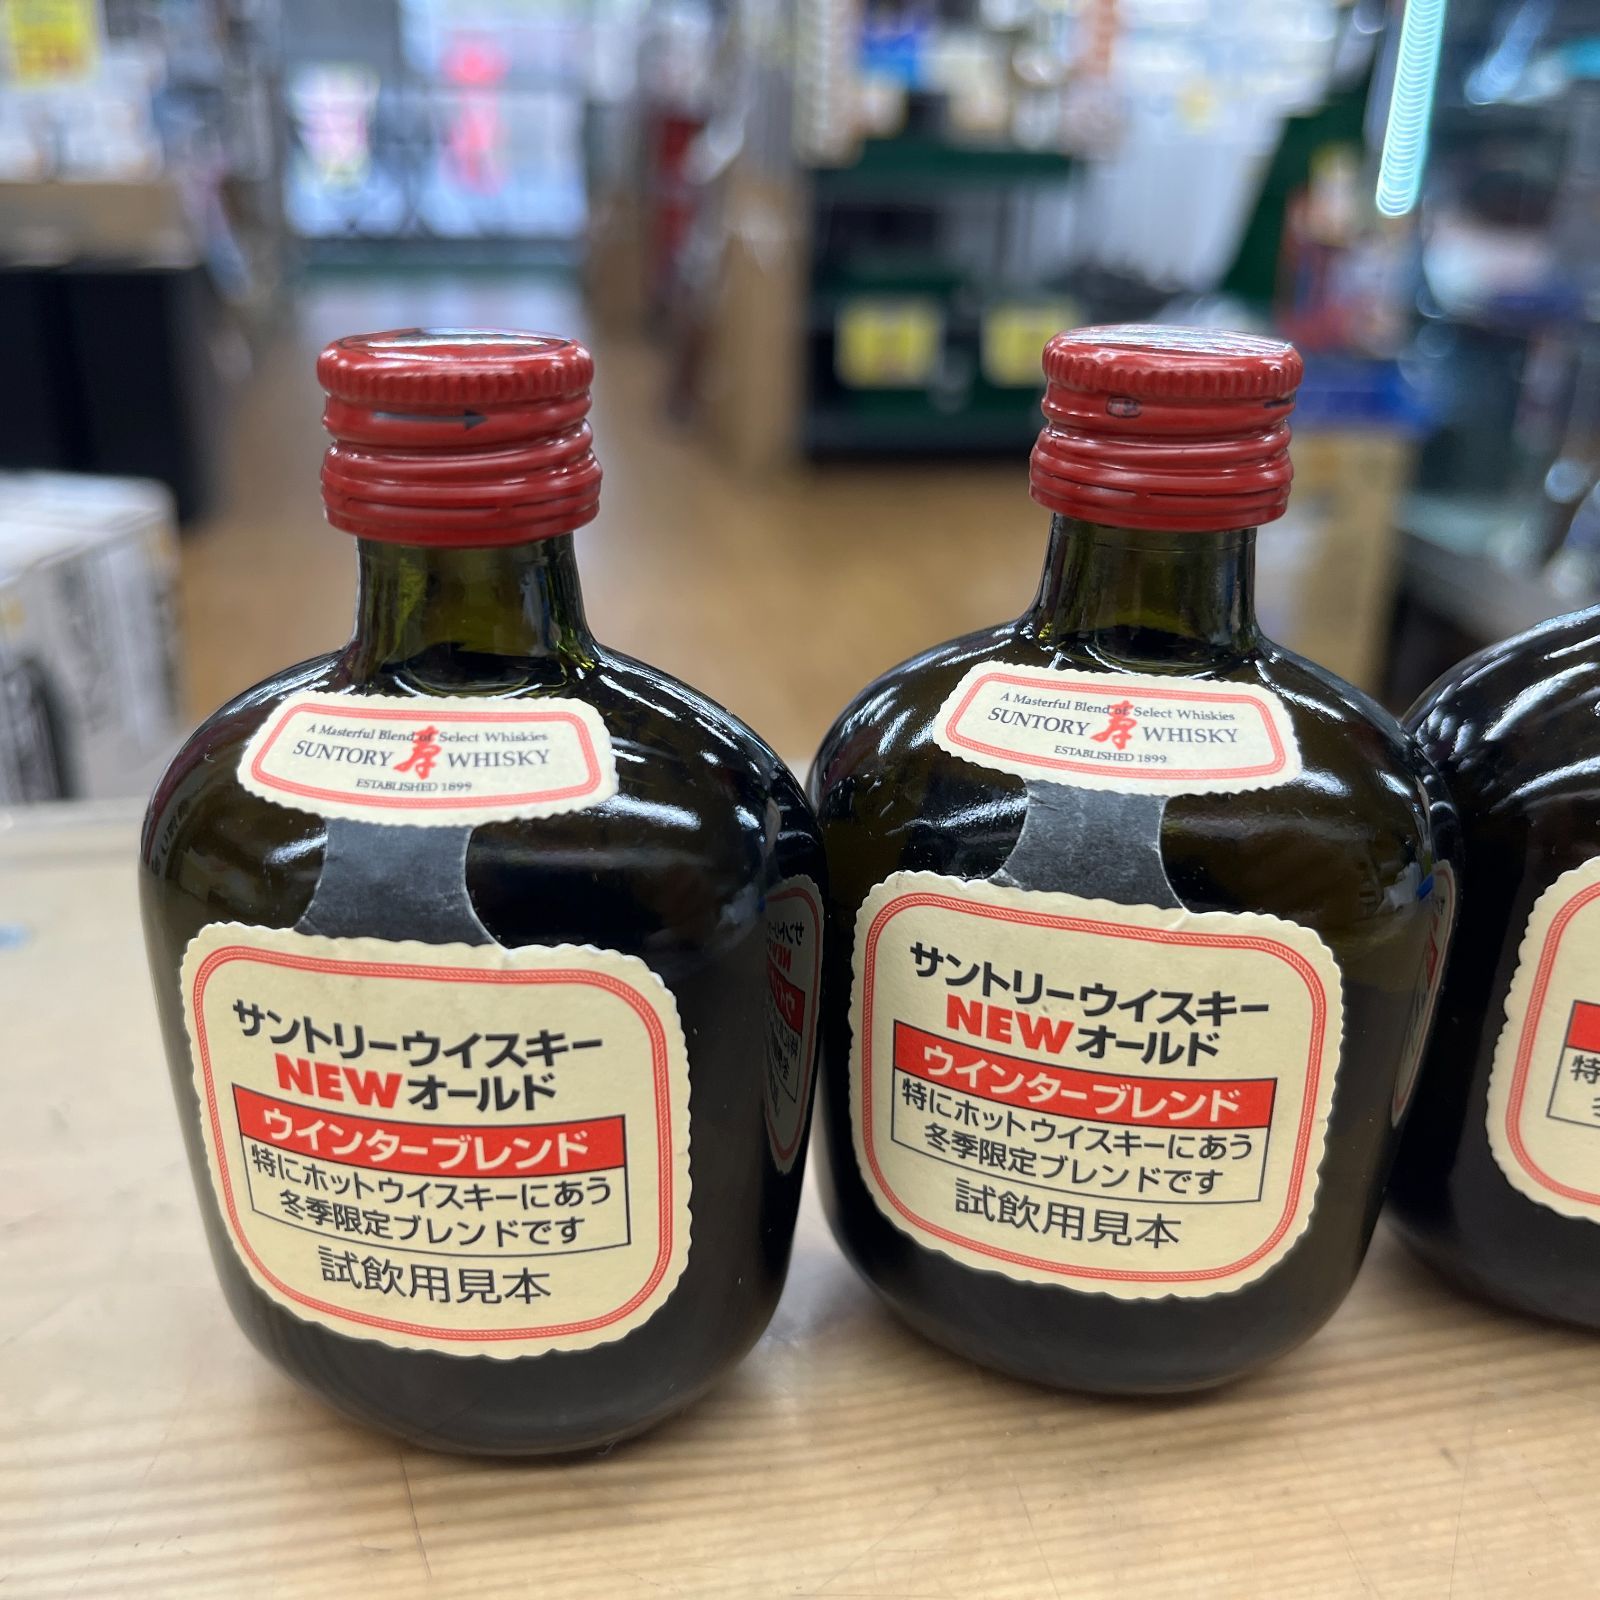 A Masterful Blend of Select Whiskies
SUNTORY 寿 WHISKY
ESTABLISHED 1899
サントリーウイスキー
NEWオールド
ウインターブレンド
特にホットウイスキーにあう
冬季限定ブレンドです
試飲用見本
A Masterful Blend of Select Whiskies
SUNTORY 寿 WHISKY
ESTABLISHED 1899
サントリーウイスキー
NEWオールド
ウインターブレンド
特にホットウイスキーにあう
冬季限定ブレンドです
試飲用見本
特
冬